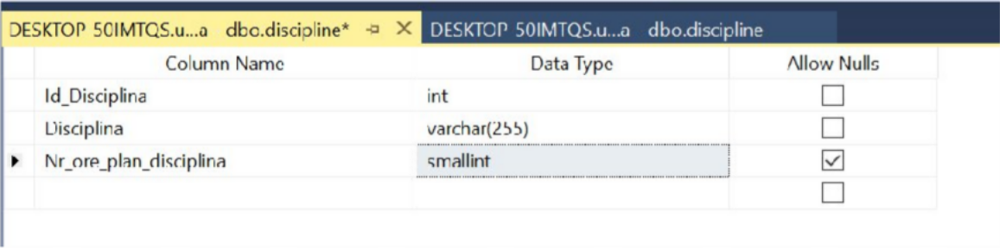 DESKTOP-50IMTQS.u...a - dbo.discipline* DESKTOP-50IMTQS.u...a - dbo.discipline
Column Name Data Type Allow Nulls
Id_Disciplina int
Disciplina varchar(255)
Nr_ore_plan_disciplina smallint